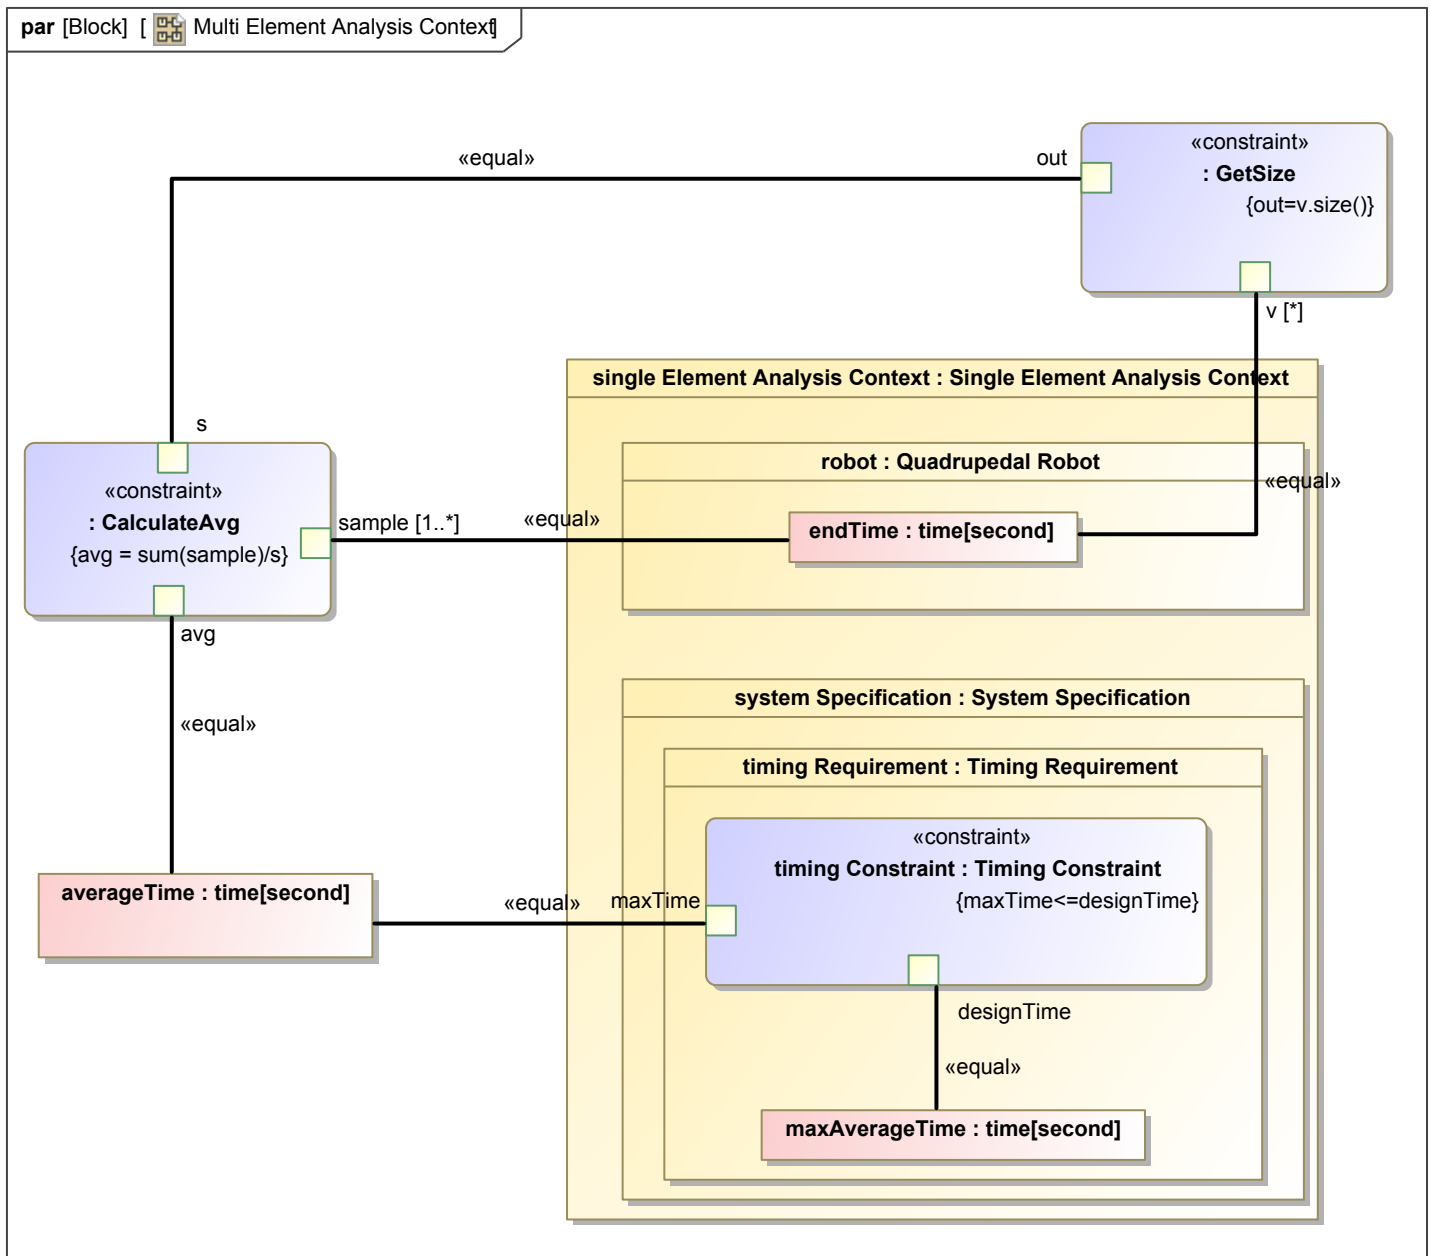 par [Block] [ Multi Element Analysis Context]
«constraint»
: GetSize
{out=v.size()}
«equal»
out
v [*]
single Element Analysis Context : Single Element Analysis Context
s
robot : Quadrupedal Robot
«constraint»
: CalculateAvg
{avg = sum(sample)/s}
sample [1..*]
«equal»
«equal»
endTime : time[second]
avg
«equal»
system Specification : System Specification
timing Requirement : Timing Requirement
«constraint»
timing Constraint : Timing Constraint
{maxTime<=designTime}
averageTime : time[second]
«equal»
maxTime
designTime
«equal»
maxAverageTime : time[second]